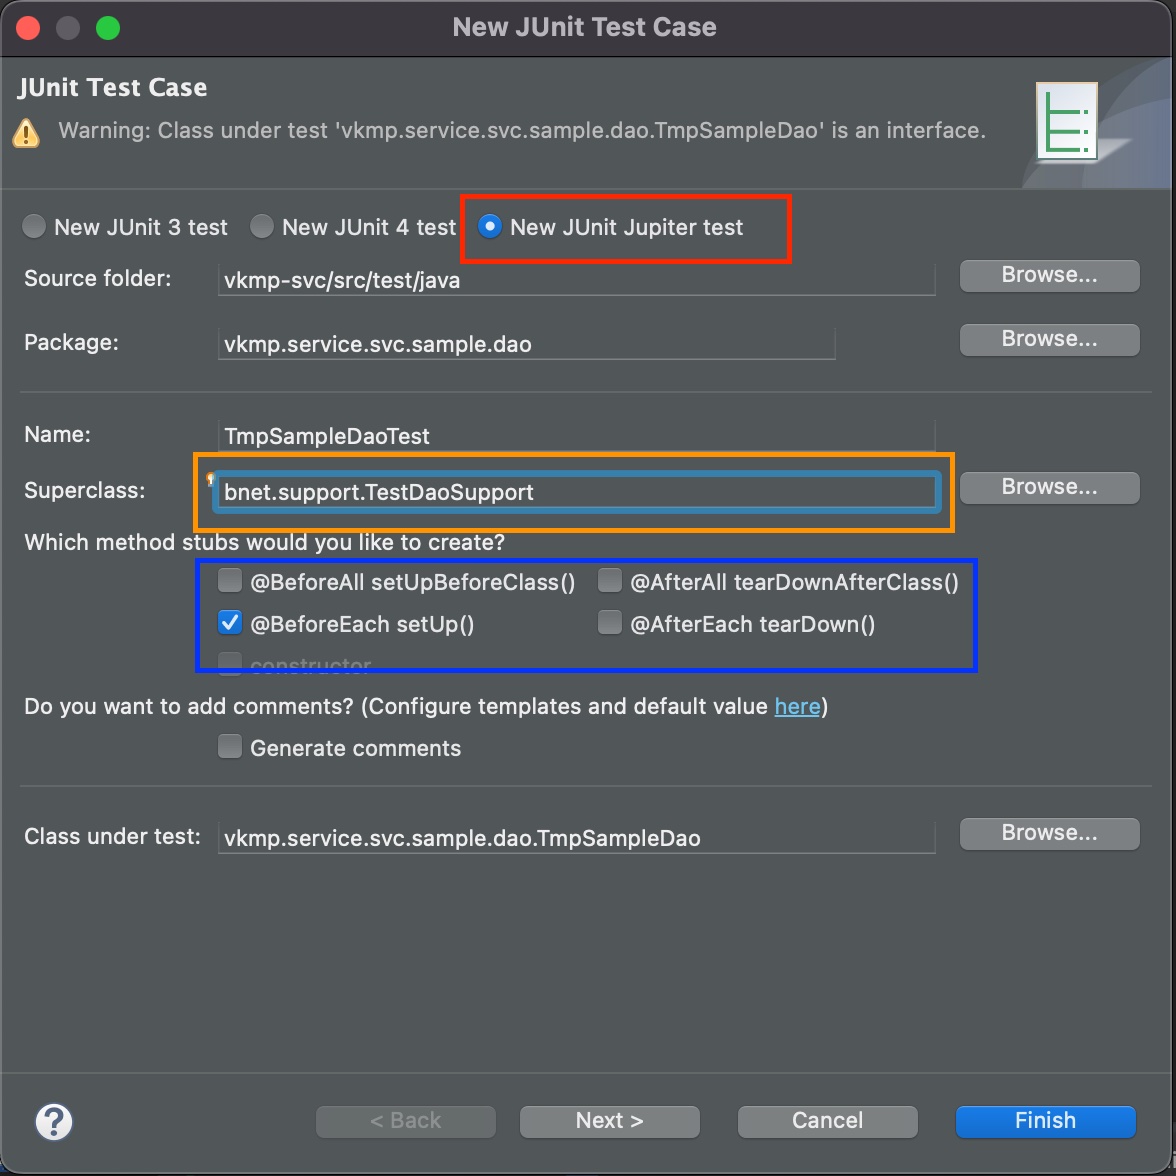 New JUnit Test Case
JUnit Test Case
Warning: Class under test 'vkmp.service.svc.sample.dao.TmpSampleDao' is an interface.
New JUnit 3 test New JUnit 4 test New JUnit Jupiter test
Source folder: vkmp-svc/src/test/java Browse...
Package: vkmp.service.svc.sample.dao Browse...
Name: TmpSampleDaoTest
Superclass: bnet.support.TestDaoSupport Browse...
Which method stubs would you like to create?
@BeforeAll setUpBeforeClass() @AfterAll tearDownAfterClass()
@BeforeEach setUp() @AfterEach tearDown()
constructor
Do you want to add comments? (Configure templates and default value here)
Generate comments
Class under test: vkmp.service.svc.sample.dao.TmpSampleDao Browse...
? < Back Next > Cancel Finish